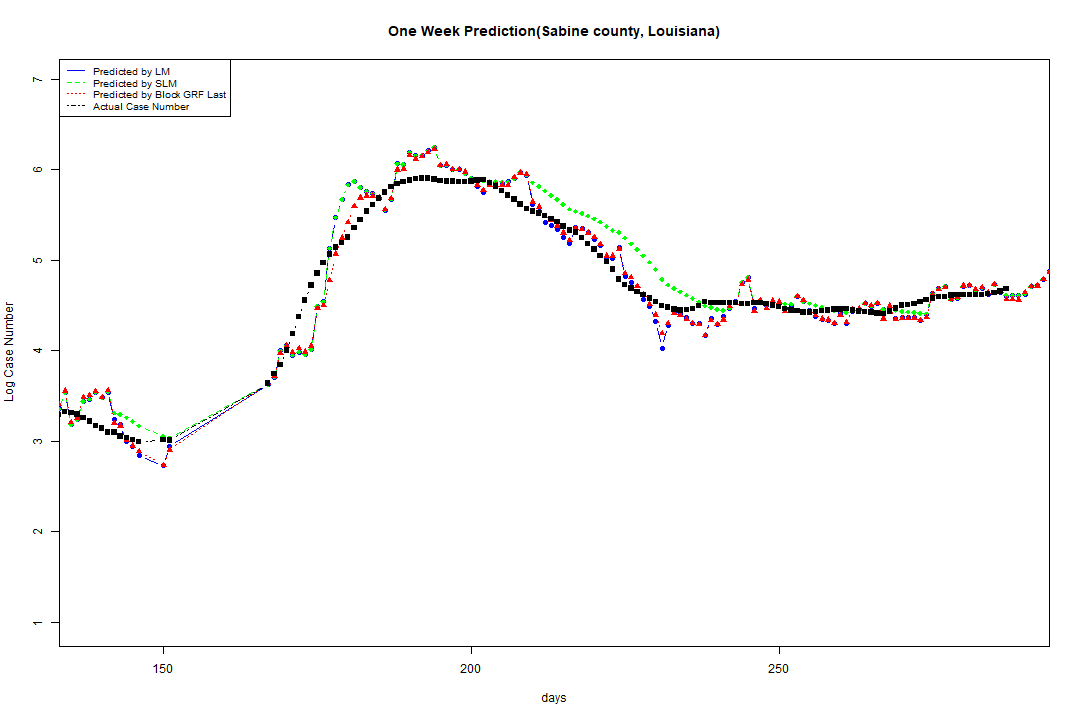 One Week Prediction(Sabine county, Louisiana)
Predicted by LM
Predicted by SLM
Predicted by Block GRF Last
Actual Case Number
7
6
5
4
3
2
1
Log Case Number
150 200 250
days